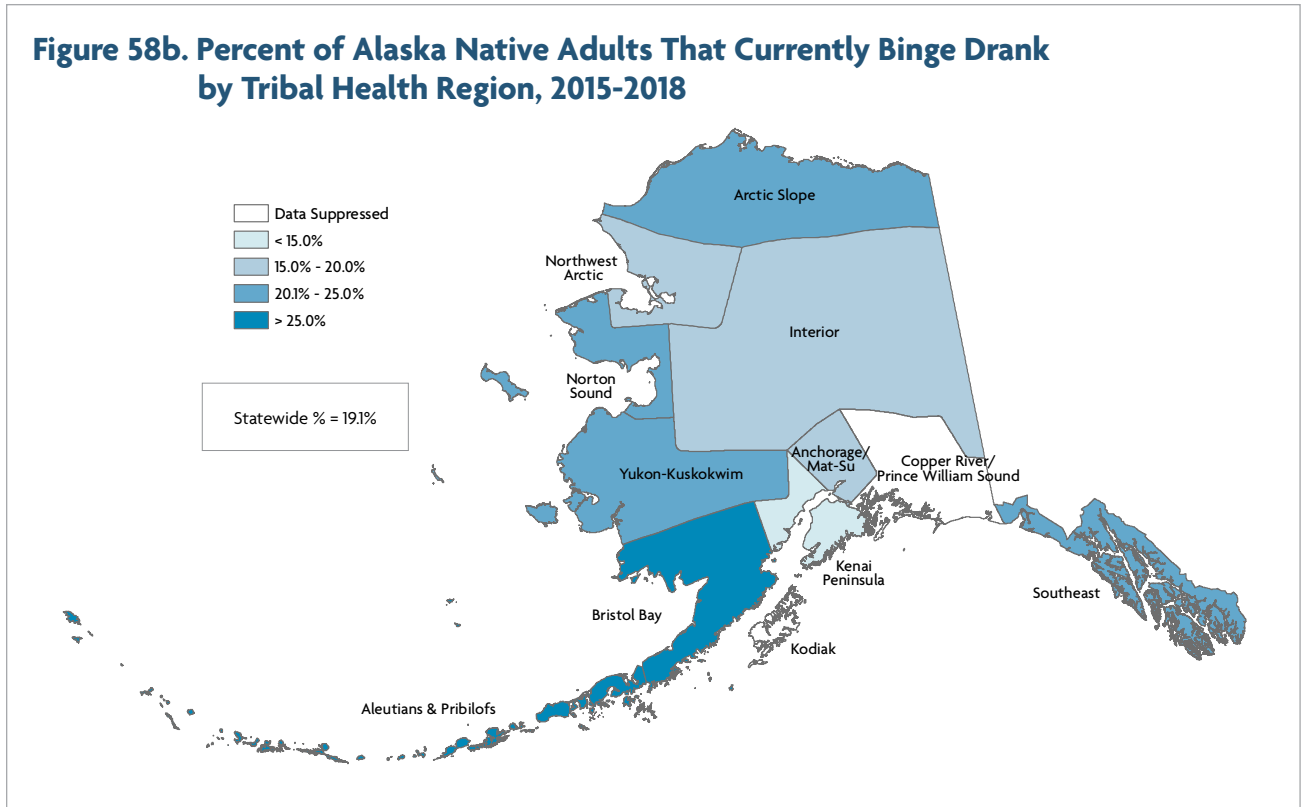 Figure 58b. Percent of Alaska Native Adults That Currently Binge Drank
by Tribal Health Region, 2015-2018
Data Suppressed
< 15.0%
15.0% - 20.0%
20.1% - 25.0%
> 25.0%
Statewide % = 19.1%
Arctic Slope
Northwest
Arctic
Interior
Norton
Sound
Yukon-Kuskokwim
Anchorage/
Mat-Su
Copper River/
Prince William Sound
Kenai
Peninsula
Southeast
Bristol Bay
Kodiak
Aleutians & Pribilofs